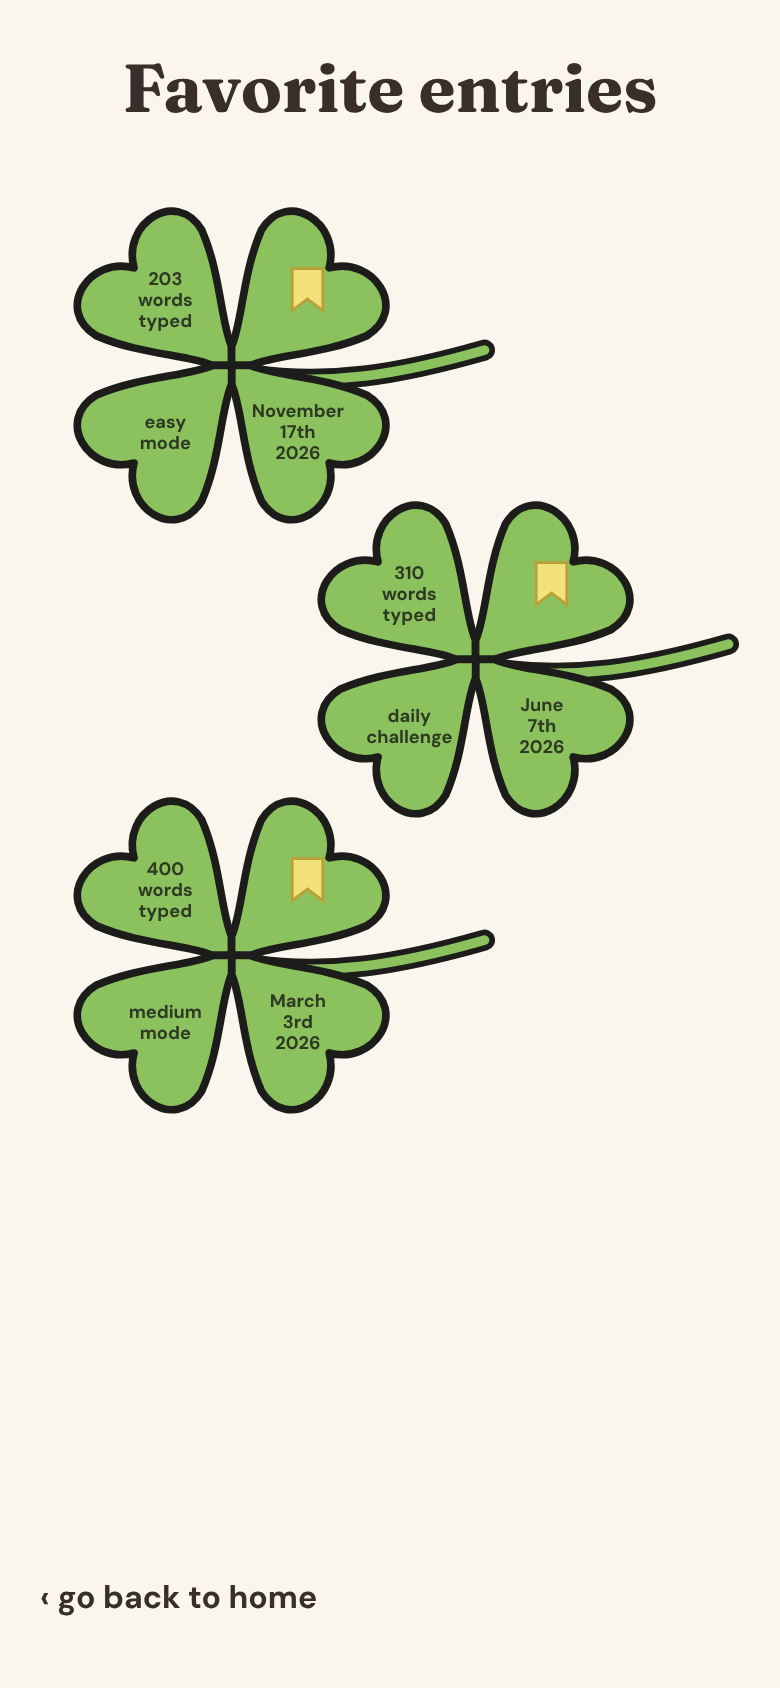 Favorite entries
203
words
typed
easy
mode
November
17th
2026
310
words
typed
daily
challenge
June
7th
2026
400
words
typed
medium
mode
March
3rd
2026
‹ go back to home